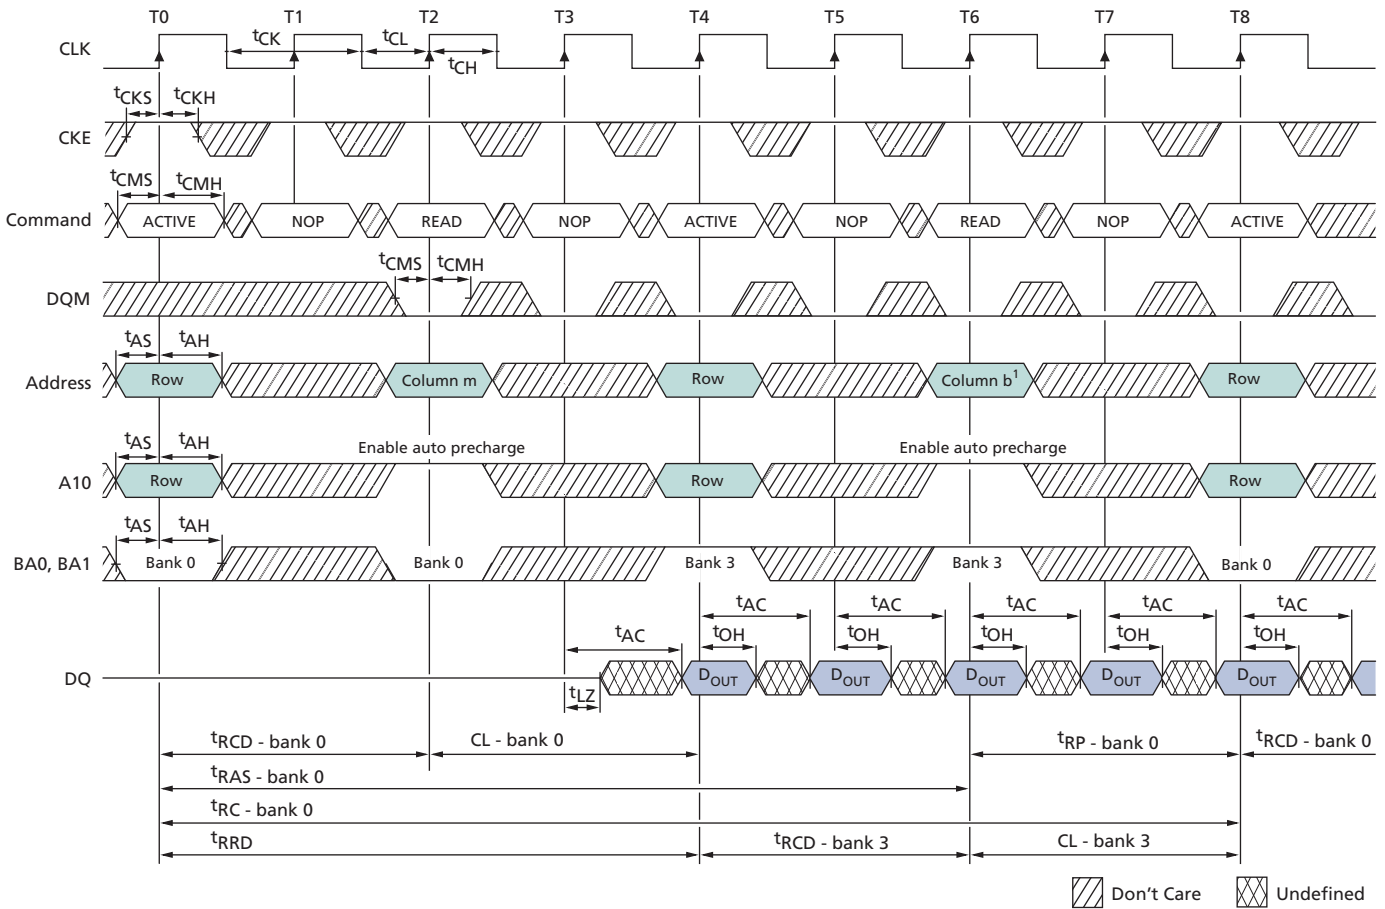 T0 T1 T2 T3 T4 T5 T6 T7 T8
CLK
tCK tCL
tCH
tCKS tCKH
CKE
tCMS tCMH
Command ACTIVE NOP READ NOP ACTIVE NOP READ NOP ACTIVE
tCMS tCMH
DQM
tAS tAH
Address Row Column m Row Column b1 Row
tAS tAH Enable auto precharge Enable auto precharge
A10 Row Row Row
tAS tAH
BA0, BA1 Bank 0 Bank 0 Bank 3 Bank 3 Bank 0
tAC tAC tAC tAC tAC
tAC tOH tOH tOH tOH tOH
DQ DOUT DOUT DOUT DOUT DOUT
tLZ
tRCD - bank 0 CL - bank 0 tRP - bank 0 tRCD - bank 0
tRAS - bank 0
tRC - bank 0
tRRD tRCD - bank 3 CL - bank 3
Don't Care Undefined